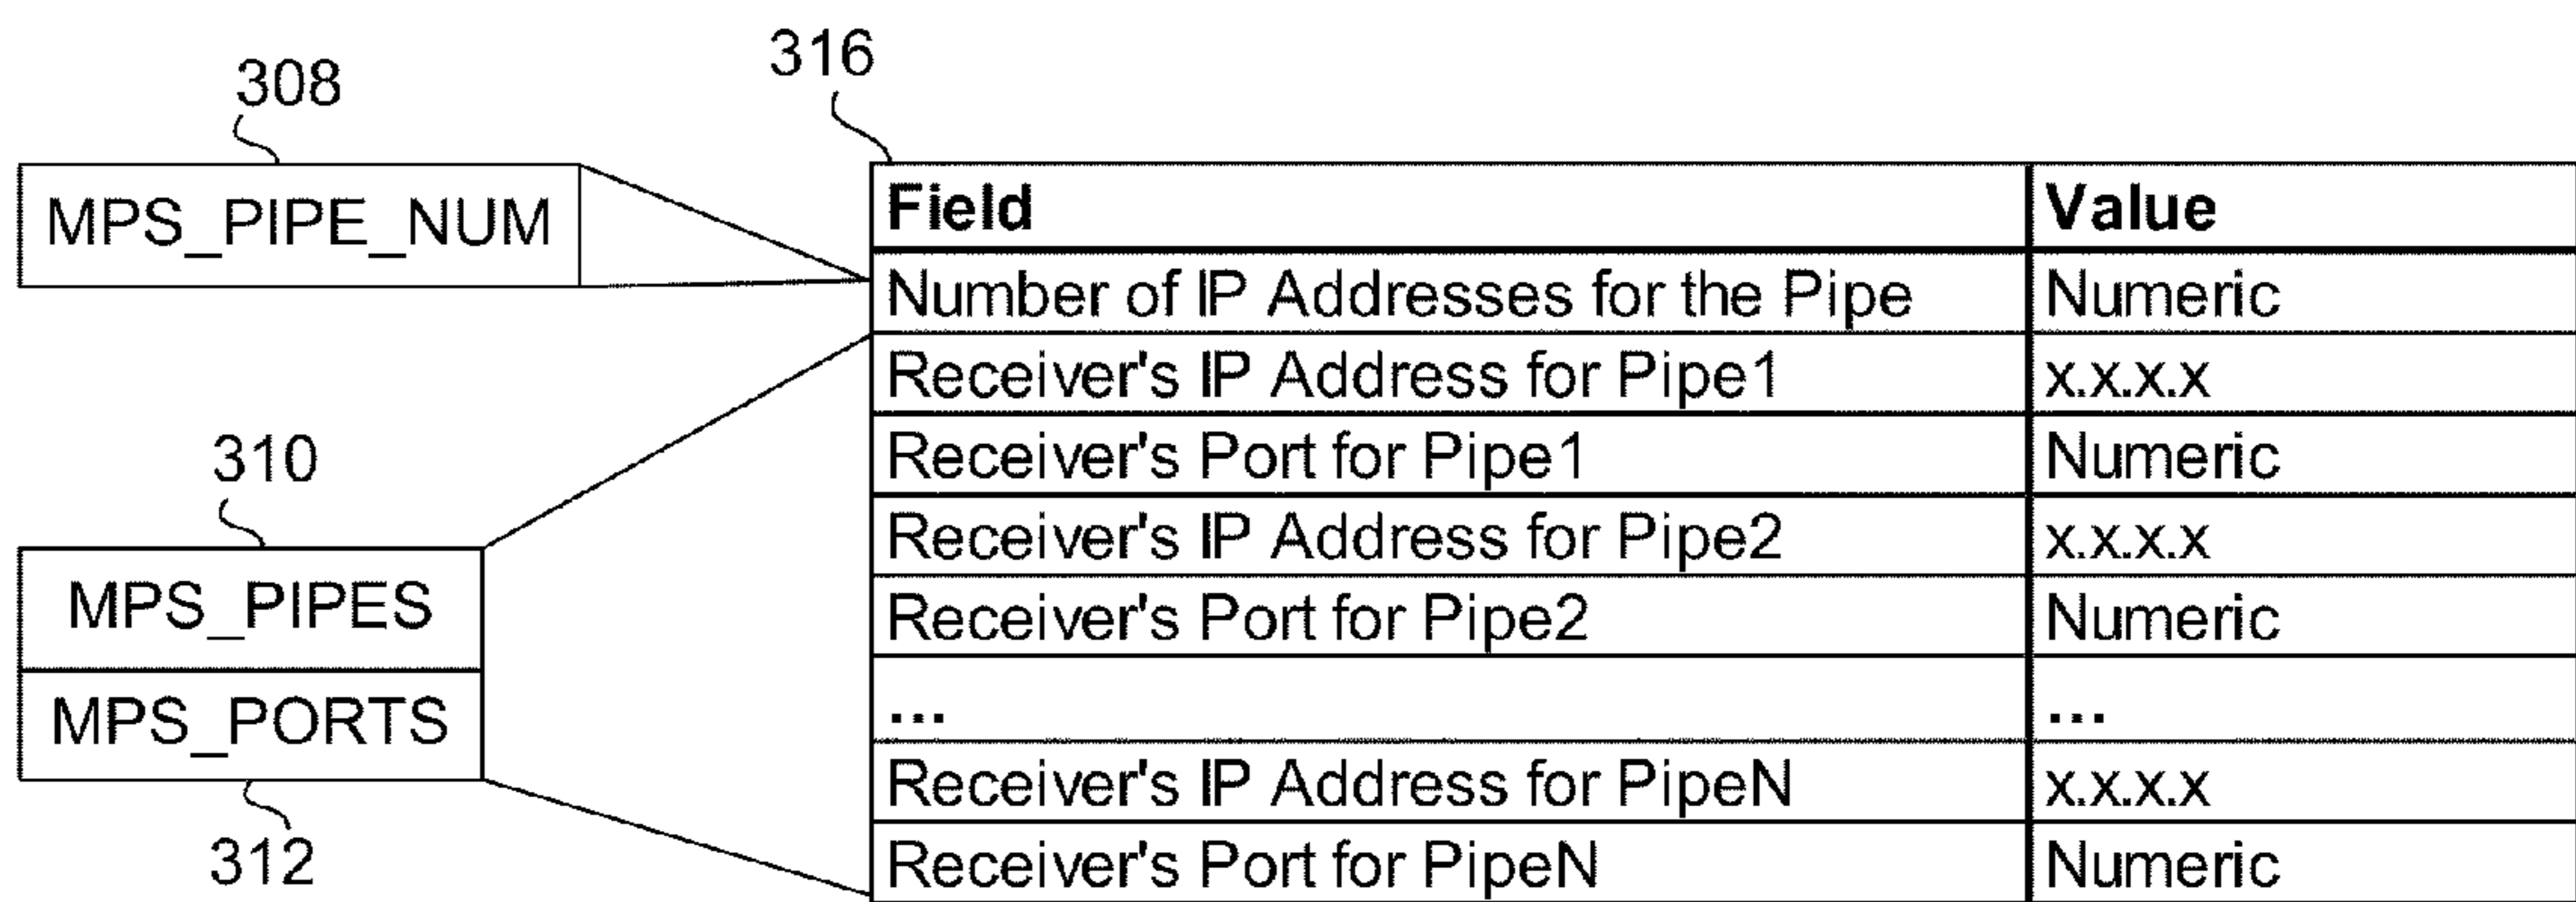 316
308
MPS_PIPE_NUM
Field Value
Number of IP Addresses for the Pipe Numeric
Receiver's IP Address for Pipe1 x.x.x.x
Receiver's Port for Pipe1 Numeric
310
Receiver's IP Address for Pipe2 x.x.x.x
MPS_PIPES
Receiver's Port for Pipe2 Numeric
MPS_PORTS
... ...
Receiver's IP Address for PipeN x.x.x.x
312
Receiver's Port for PipeN Numeric